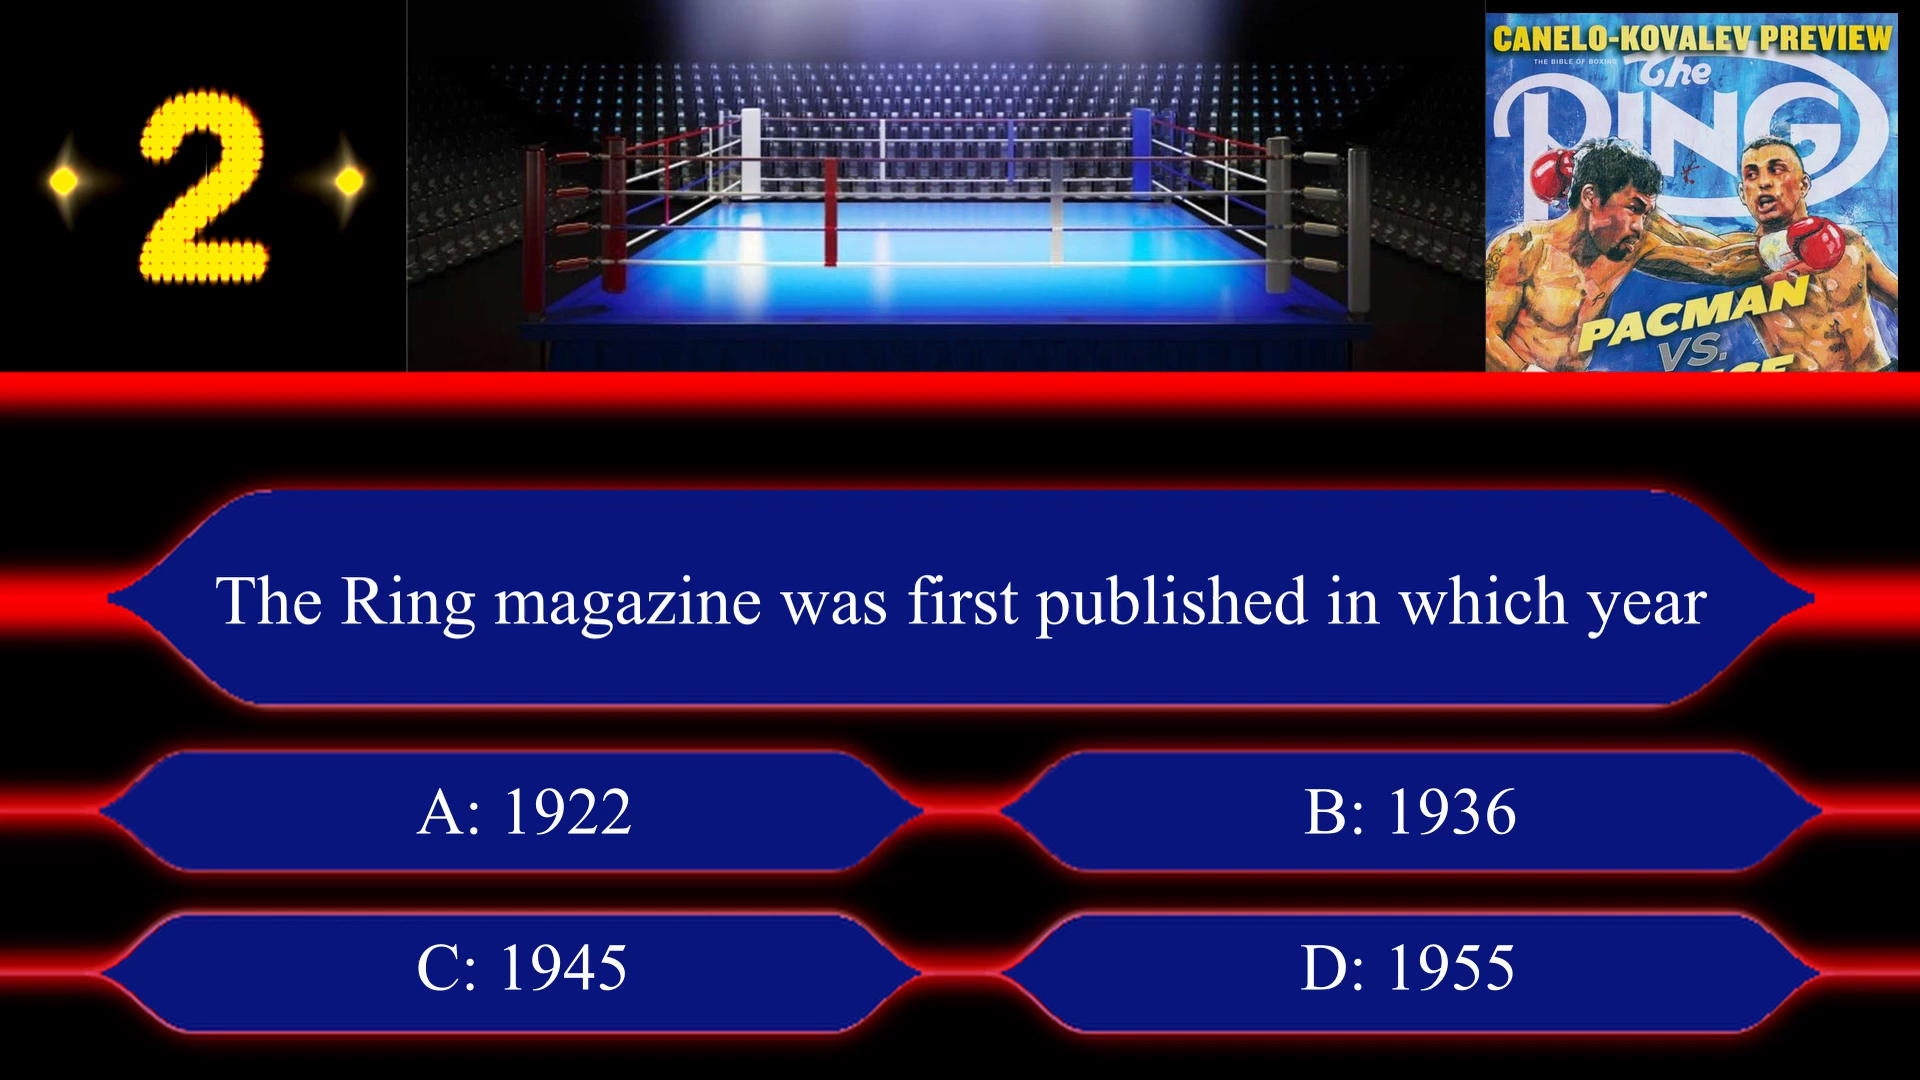 2
CANELO-KOVALEV PREVIEW
THE BIBLE OF BOXING
The
RING
PACMAN
VS.
The Ring magazine was first published in which year
A: 1922
B: 1936
C: 1945
D: 1955